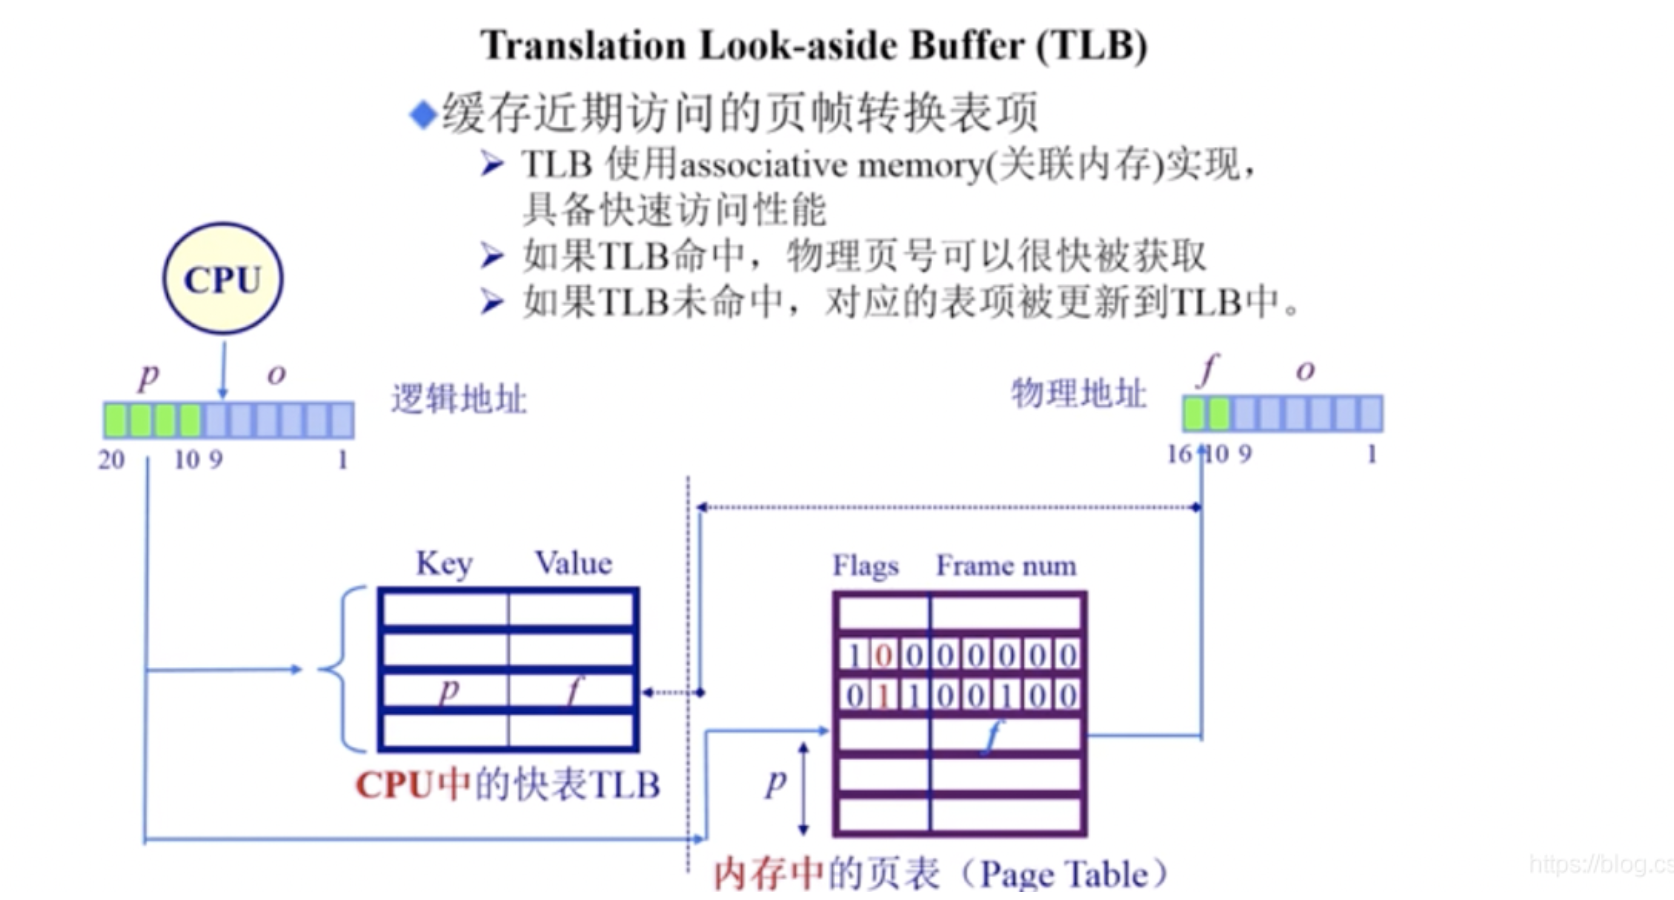 Translation Look-aside Buffer (TLB)
缓存近期访问的页帧转换表项
TLB 使用associative memory(关联内存)实现，
具备快速访问性能
如果TLB命中，物理页号可以很快被获取
如果TLB未命中，对应的表项被更新到TLB中。
CPU
p o
逻辑地址
20 10 9 1
f o
物理地址
16 10 9 1
Key Value
p f
CPU中的快表TLB
Flags Frame num
1 0 0 0 0 0 0 0
0 1 1 0 0 1 0 0
f
p
内存中的页表（Page Table）
https://blog.cs